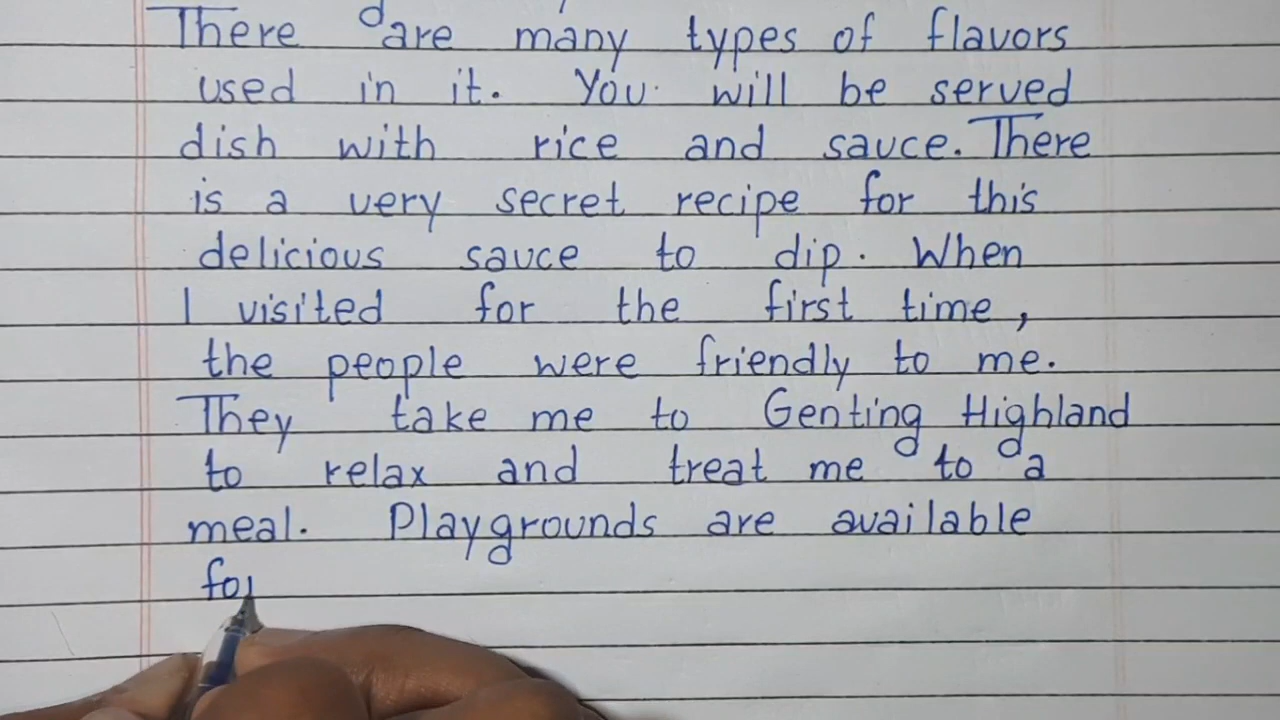 There are many types of flavors
used in it. You will be served
dish with rice and sauce. There
is a very secret recipe for this
delicious sauce to dip. When
I visited for the first time,
the people were friendly to me.
They take me to Genting Highland
to relax and treat me to a
meal. Playgrounds are available
for